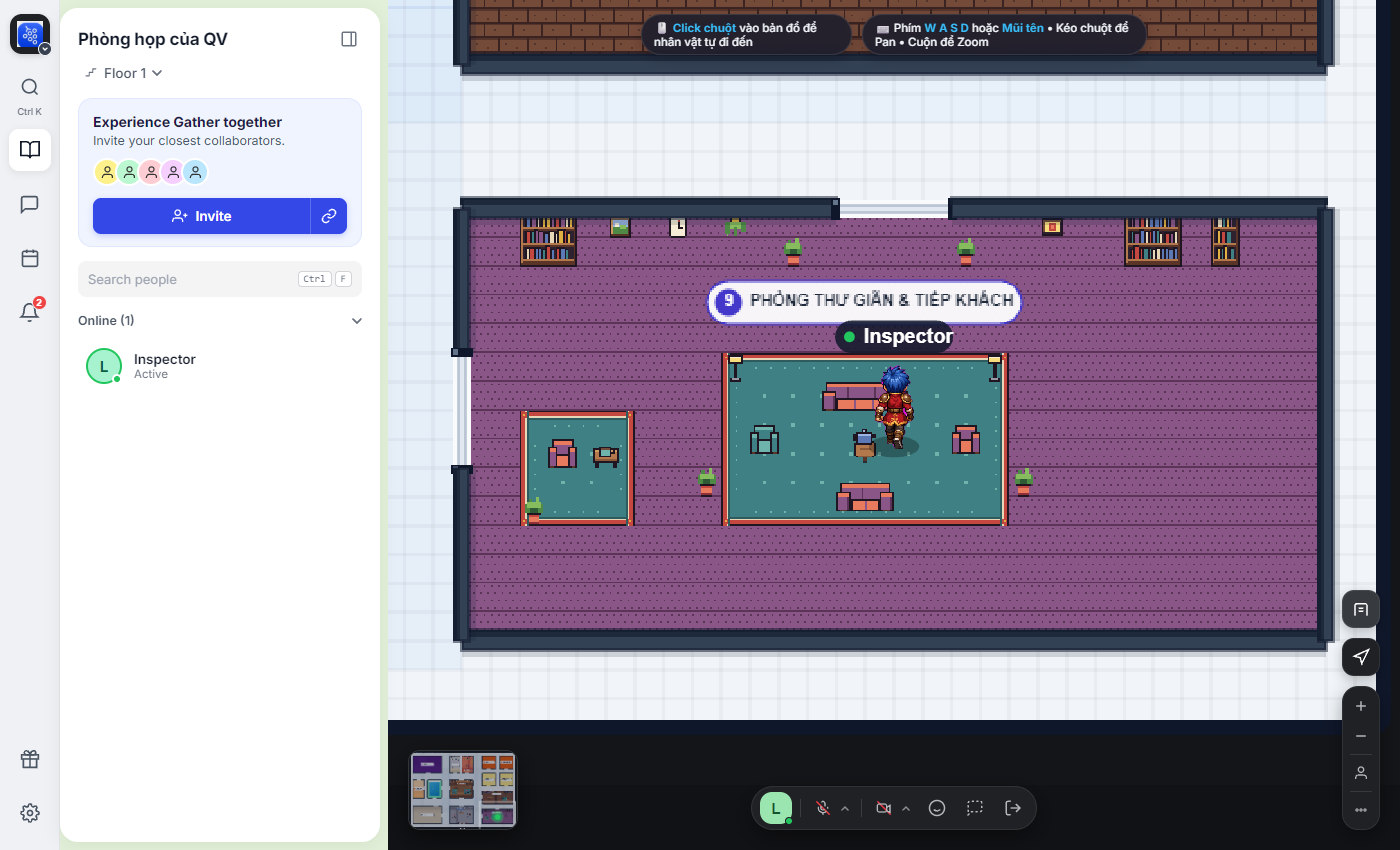 Phòng họp của QV
Floor 1
Ctrl K
Experience Gather together
Invite your closest collaborators.
Invite
Search people
Ctrl F
Online (1)
L
Inspector
Active
2
Click chuột vào bản đồ để
nhân vật tự đi đến
Phím W A S D hoặc Mũi tên • Kéo chuột để
Pan • Cuộn để Zoom
9 PHÒNG THƯ GIÃN & TIẾP KHÁCH
Inspector
L